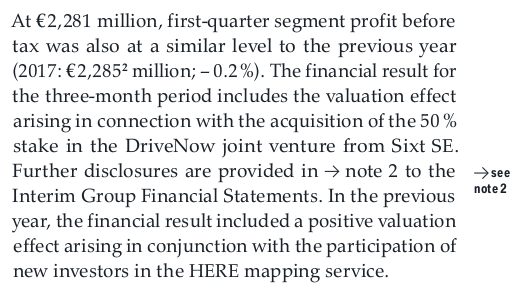 At €2,281 million, first-quarter segment profit before
tax was also at a similar level to the previous year
(2017: €2,285² million; – 0.2 %). The financial result for
the three-month period includes the valuation effect
arising in connection with the acquisition of the 50 %
stake in the DriveNow joint venture from Sixt SE.
Further disclosures are provided in → note 2 to the
Interim Group Financial Statements. In the previous
year, the financial result included a positive valuation
effect arising in conjunction with the participation of
new investors in the HERE mapping service.
→ see
note 2